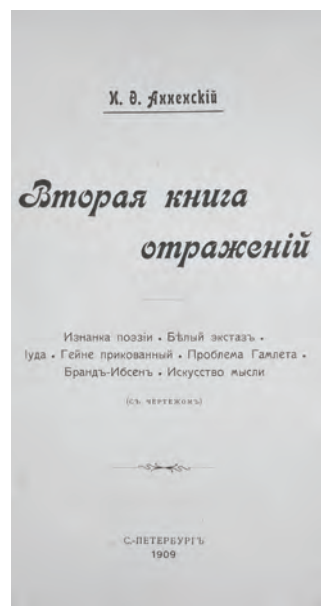 И. Ѳ. Анненскій
Вторая книга
отраженій
Изнанка поэзіи • Бѣлый экстазъ •
Іуда • Гейне прикованный • Проблема Гамлета •
Брандъ-Ибсенъ • Искусство мысли
(СЪ ЧЕРТЕЖОМЪ)
С.-ПЕТЕРБУРГЪ
1909